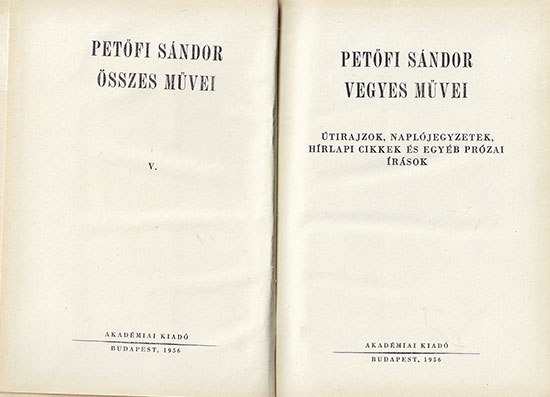 PETŐFI SÁNDOR
ÖSSZES MŰVEI
V.
AKADÉMIAI KIADÓ
BUDAPEST, 1956
PETŐFI SÁNDOR
VEGYES MŰVEI
ÚTIRAJZOK, NAPLÓJEGYZETEK,
HÍRLAPI CIKKEK ÉS EGYÉB PRÓZAI
ÍRÁSOK
AKADÉMIAI KIADÓ
BUDAPEST, 1956